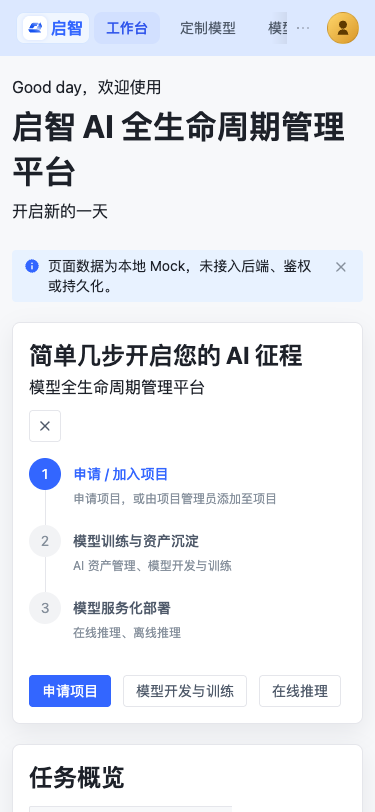 启智 工作台 定制模型 模型 ···
Good day，欢迎使用
启智 AI 全生命周期管理
平台
开启新的一天
页面数据为本地 Mock，未接入后端、鉴权
或持久化。
简单几步开启您的 AI 征程
模型全生命周期管理平台
1 申请 / 加入项目
申请项目，或由项目管理员添加至项目
2 模型训练与资产沉淀
AI 资产管理、模型开发与训练
3 模型服务化部署
在线推理、离线推理
申请项目 模型开发与训练 在线推理
任务概览